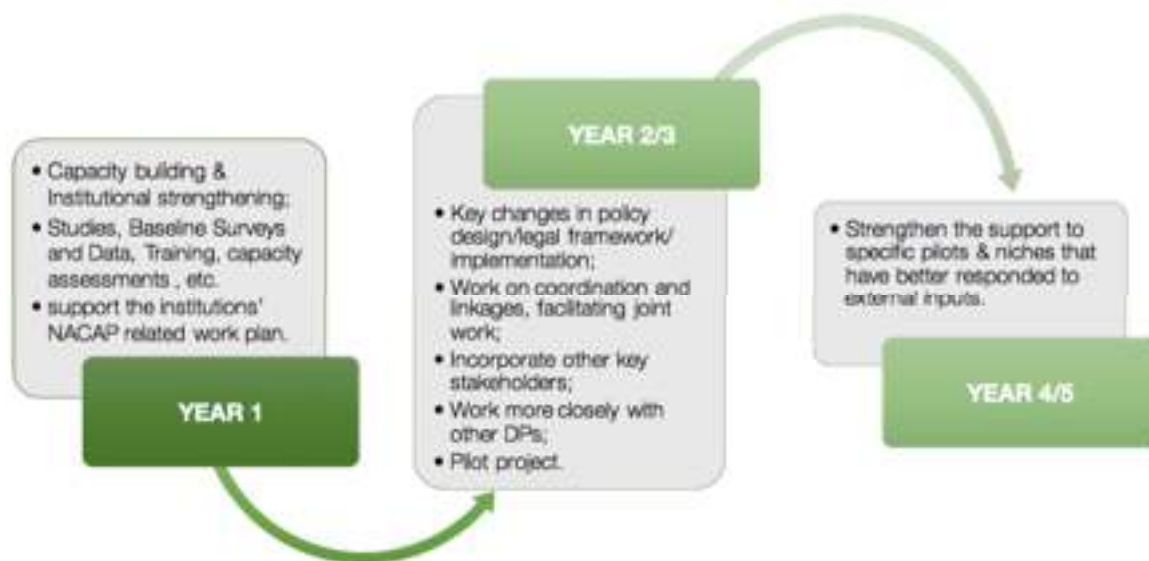 • Capacity building &
Institutional strengthening;
• Studies, Baseline Surveys
and Data, Training, capacity
assessments , etc.
• support the institutions'
NACAP related work plan.
YEAR 1
YEAR 2/3
• Key changes in policy
design/legal framework/
implementation;
• Work on coordination and
linkages, facilitating joint
work;
• Incorporate other key
stakeholders;
• Work more closely with
other DPs;
• Pilot project.
• Strengthen the support to
specific pilots & niches that
have better responded to
external inputs.
YEAR 4/5